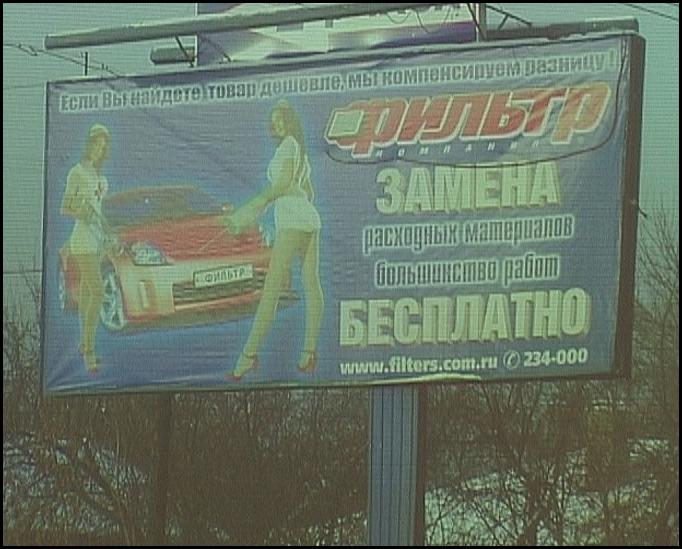 Если Вы найдете товар дешевле, мы компенсируем разницу!
фильтр
КОМПАНИЯ
ЗАМЕНА
расходных материалов
большинство работ
БЕСПЛАТНО
ФИЛЬТР
www.filters.com.ru ✆ 234-000